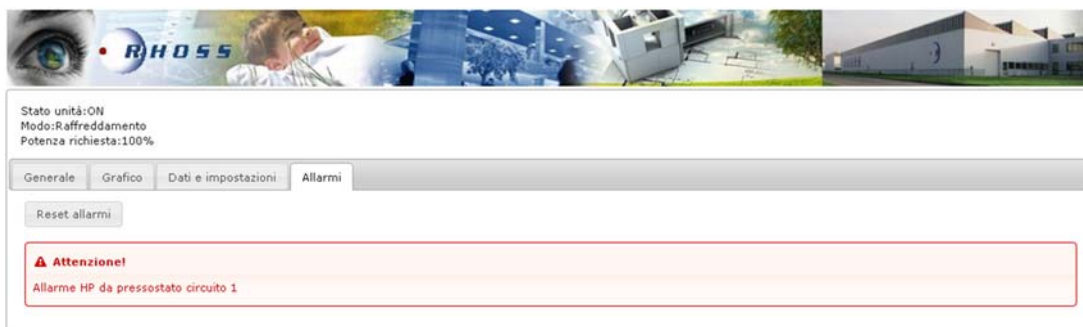 RHOSS
Stato unità:ON
Modo:Raffreddamento
Potenza richiesta:100%
Generale Grafico Dati e impostazioni Allarmi
Reset allarmi
Attenzione!
Allarme HP da pressostato circuito 1